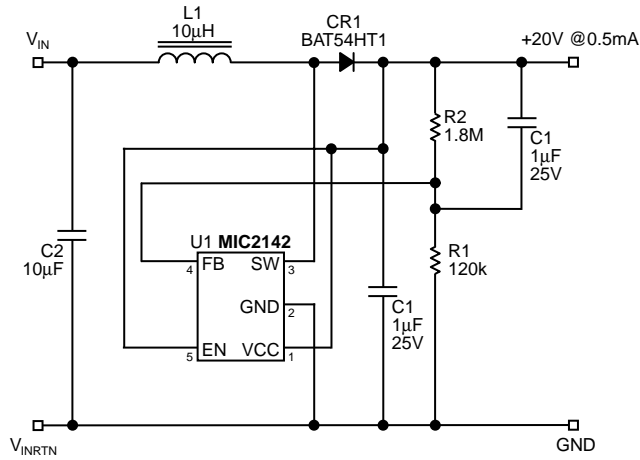 L1
10μH
CR1
BAT54HT1
VIN
+20V @0.5mA
R2
1.8M
C1
1μF
25V
U1 MIC2142
C2
10μF
4
FB
SW
3
R1
120k
GND
2
C1
1μF
25V
5
EN
VCC
1
VINRTN
GND